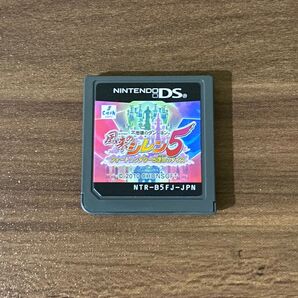 NINTENDO DS
不思議のダンジョン
風来のシレン5
フォーチュンタワーと運命のダイス
© 2010 CHUNSOFT
NTR-B5FJ-JPN